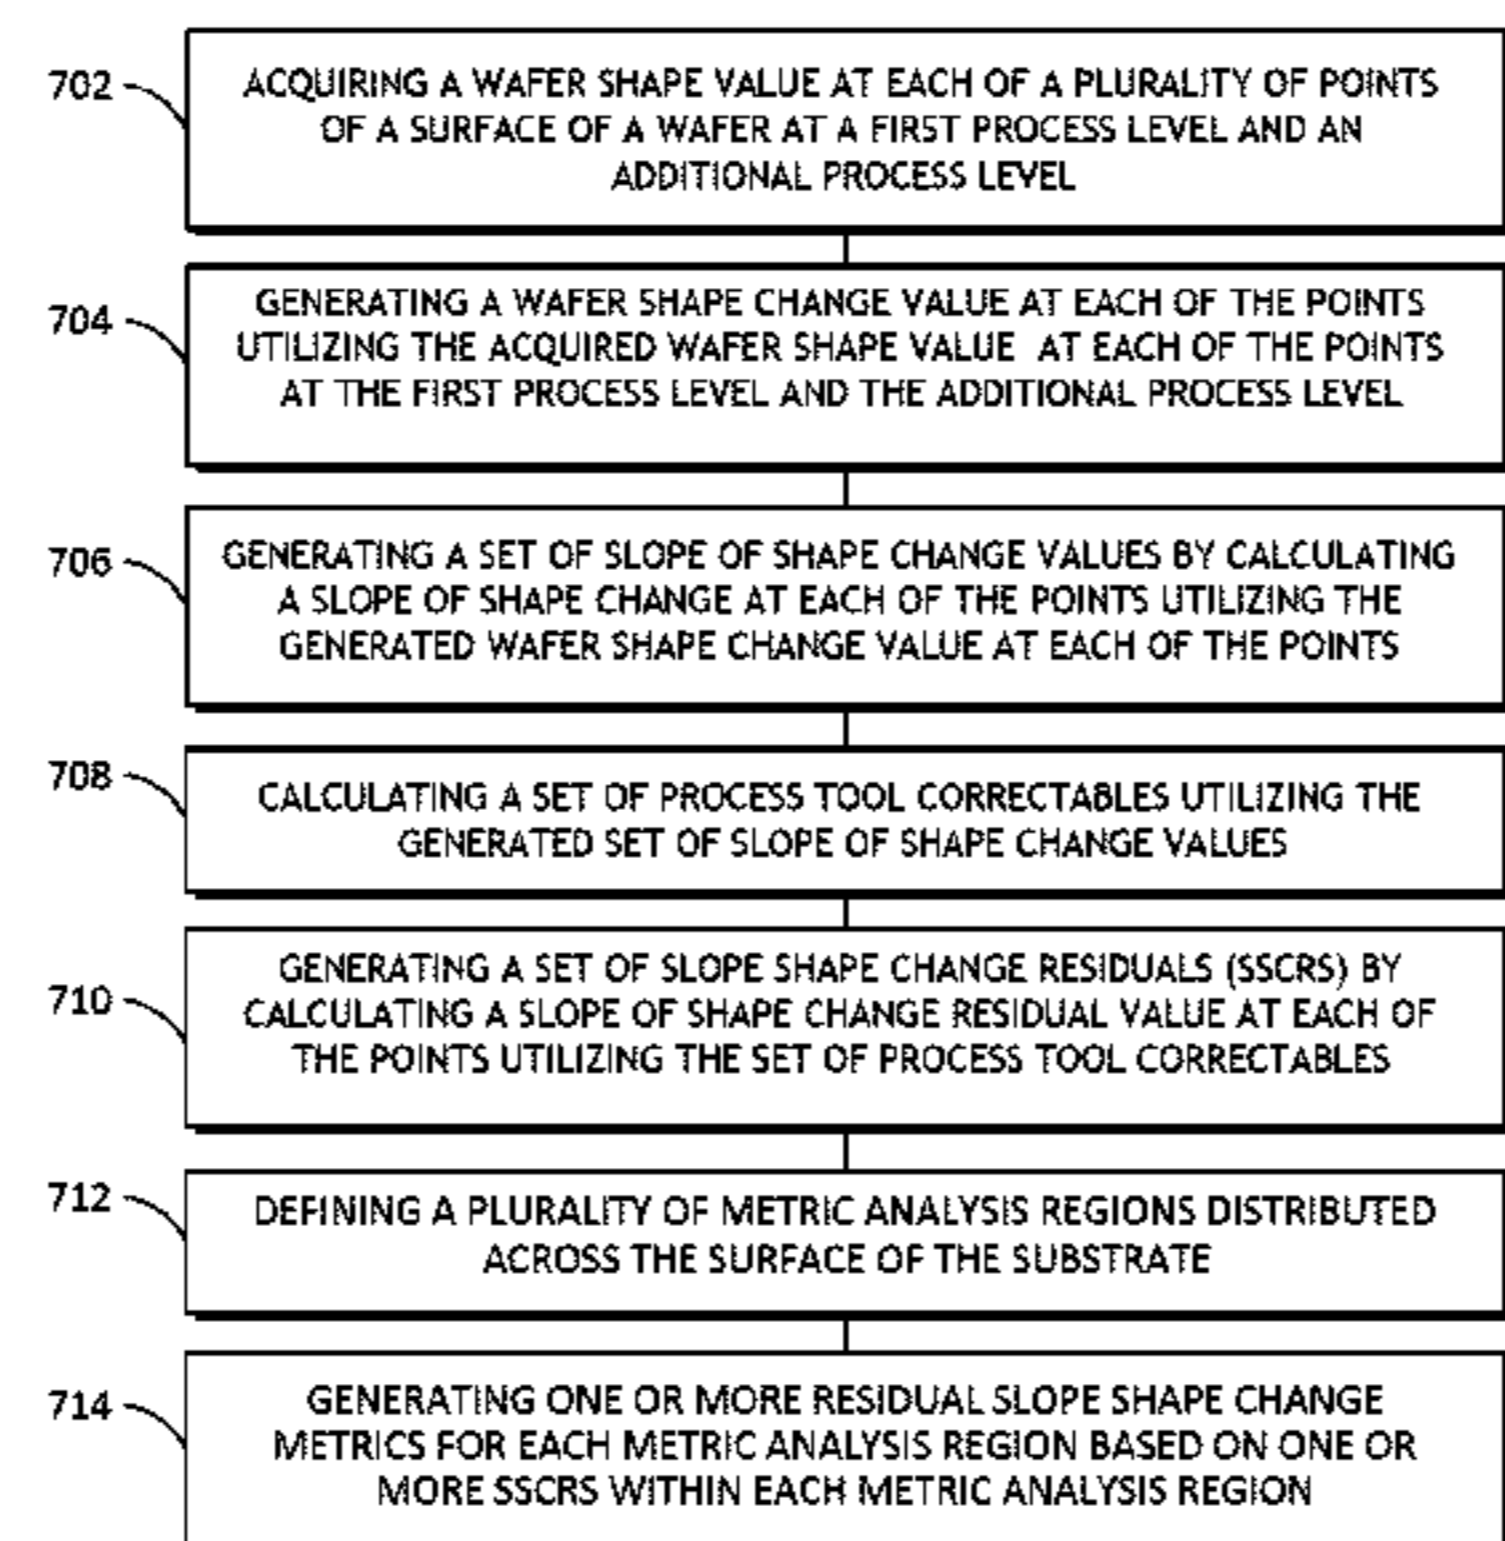 702
ACQUIRING A WAFER SHAPE VALUE AT EACH OF A PLURALITY OF POINTS
OF A SURFACE OF A WAFER AT A FIRST PROCESS LEVEL AND AN
ADDITIONAL PROCESS LEVEL
704
GENERATING A WAFER SHAPE CHANGE VALUE AT EACH OF THE POINTS
UTILIZING THE ACQUIRED WAFER SHAPE VALUE AT EACH OF THE POINTS
AT THE FIRST PROCESS LEVEL AND THE ADDITIONAL PROCESS LEVEL
706
GENERATING A SET OF SLOPE OF SHAPE CHANGE VALUES BY CALCULATING
A SLOPE OF SHAPE CHANGE AT EACH OF THE POINTS UTILIZING THE
GENERATED WAFER SHAPE CHANGE VALUE AT EACH OF THE POINTS
708
CALCULATING A SET OF PROCESS TOOL CORRECTABLES UTILIZING THE
GENERATED SET OF SLOPE OF SHAPE CHANGE VALUES
710
GENERATING A SET OF SLOPE SHAPE CHANGE RESIDUALS (SSCRS) BY
CALCULATING A SLOPE OF SHAPE CHANGE RESIDUAL VALUE AT EACH OF
THE POINTS UTILIZING THE SET OF PROCESS TOOL CORRECTABLES
712
DEFINING A PLURALITY OF METRIC ANALYSIS REGIONS DISTRIBUTED
ACROSS THE SURFACE OF THE SUBSTRATE
714
GENERATING ONE OR MORE RESIDUAL SLOPE SHAPE CHANGE
METRICS FOR EACH METRIC ANALYSIS REGION BASED ON ONE OR
MORE SSCRS WITHIN EACH METRIC ANALYSIS REGION